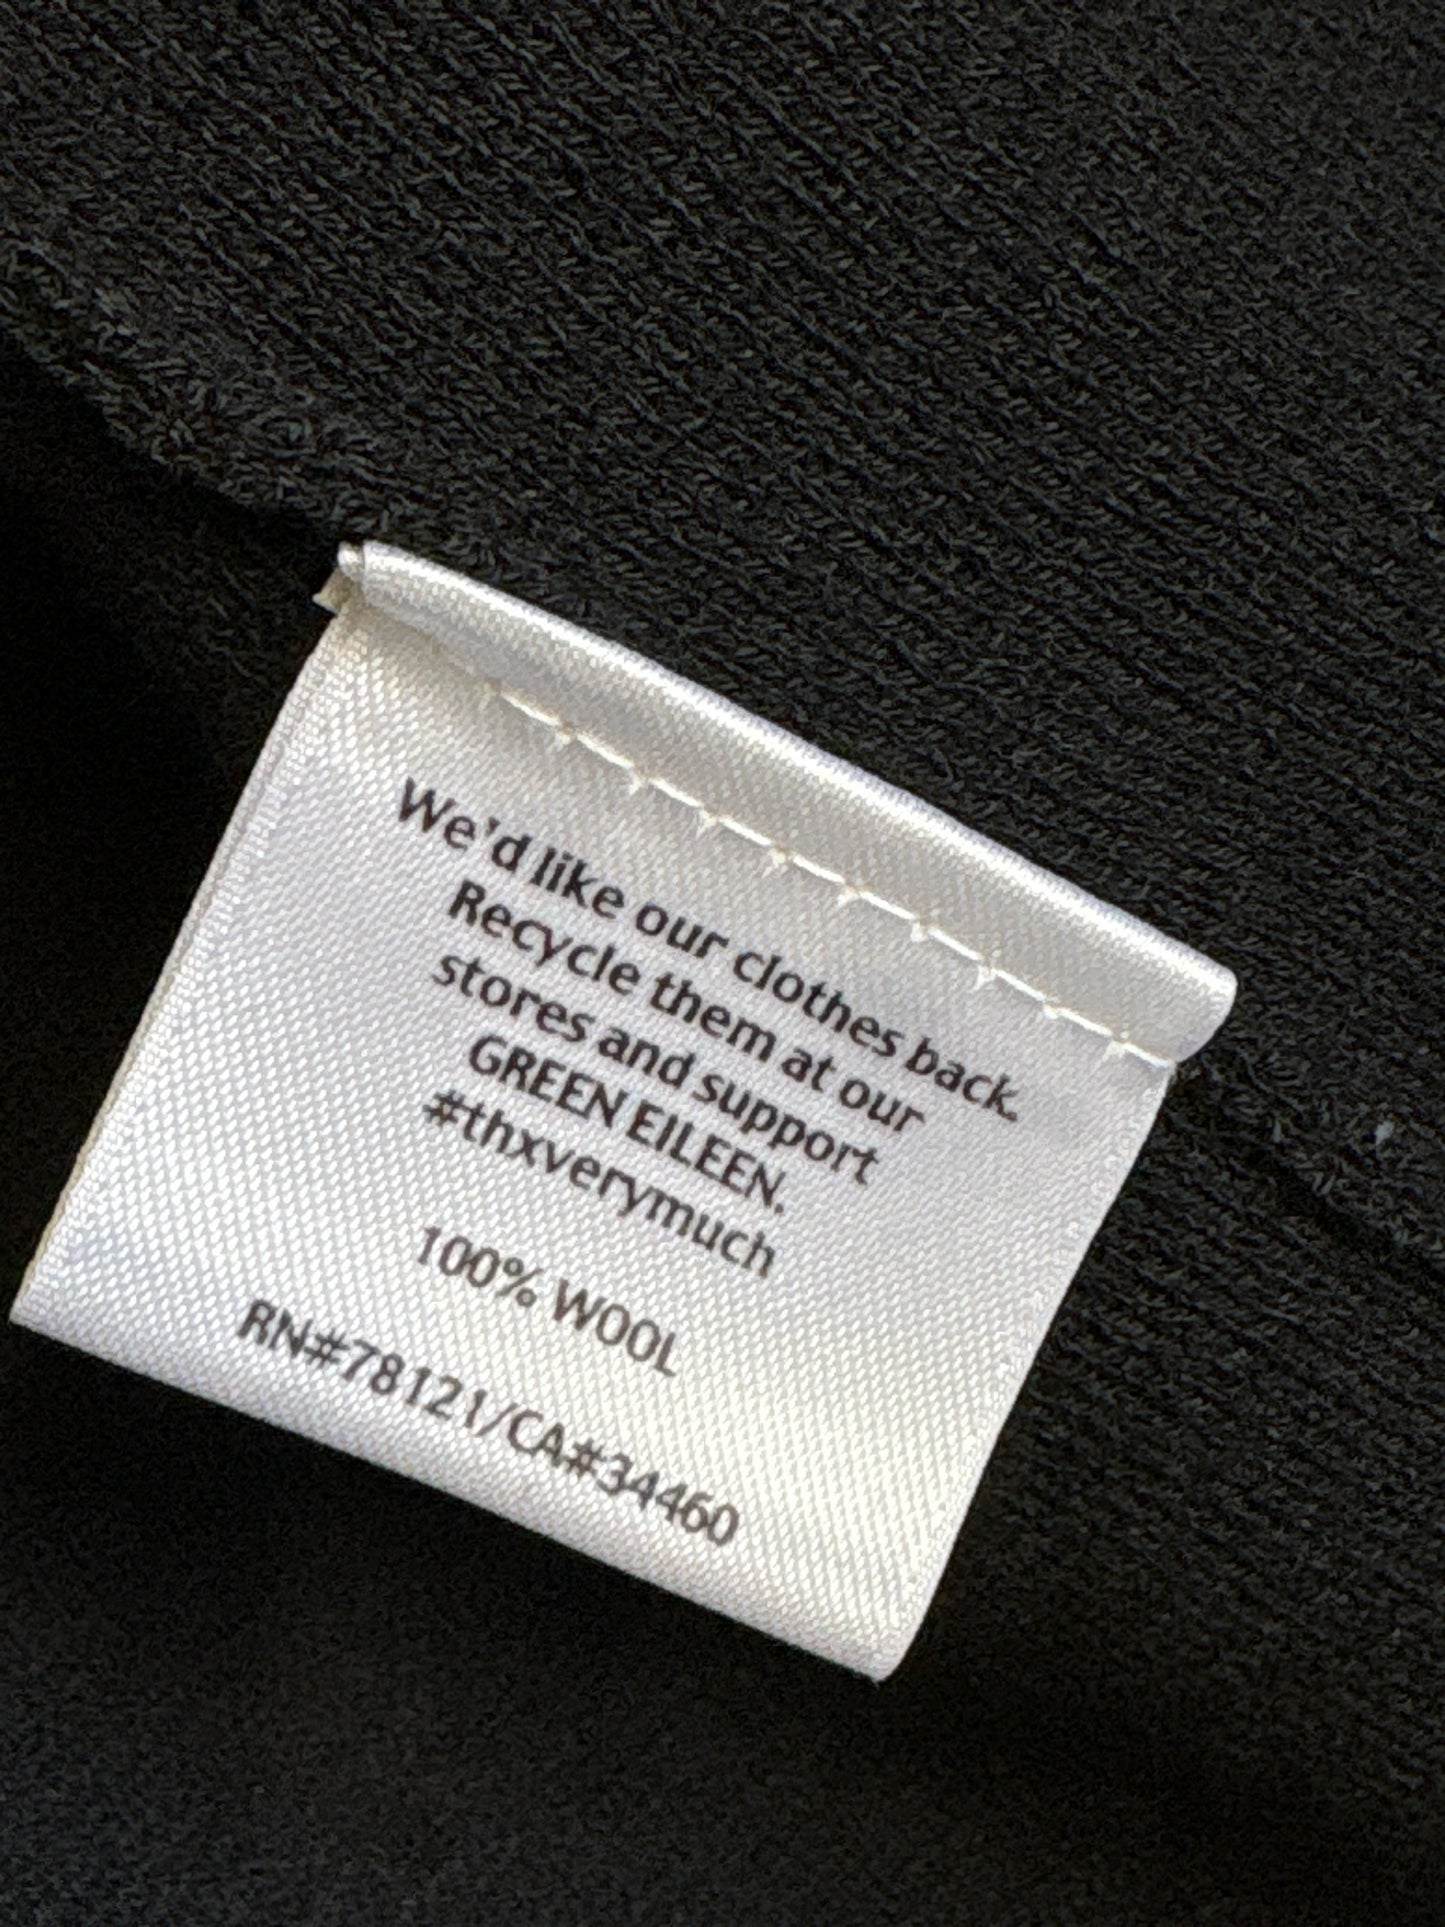 We'd like our clothes back.
Recycle them at our
stores and support
GREEN EILEEN.
#thxverymuch
100% WOOL
RN#78121/CA#34460